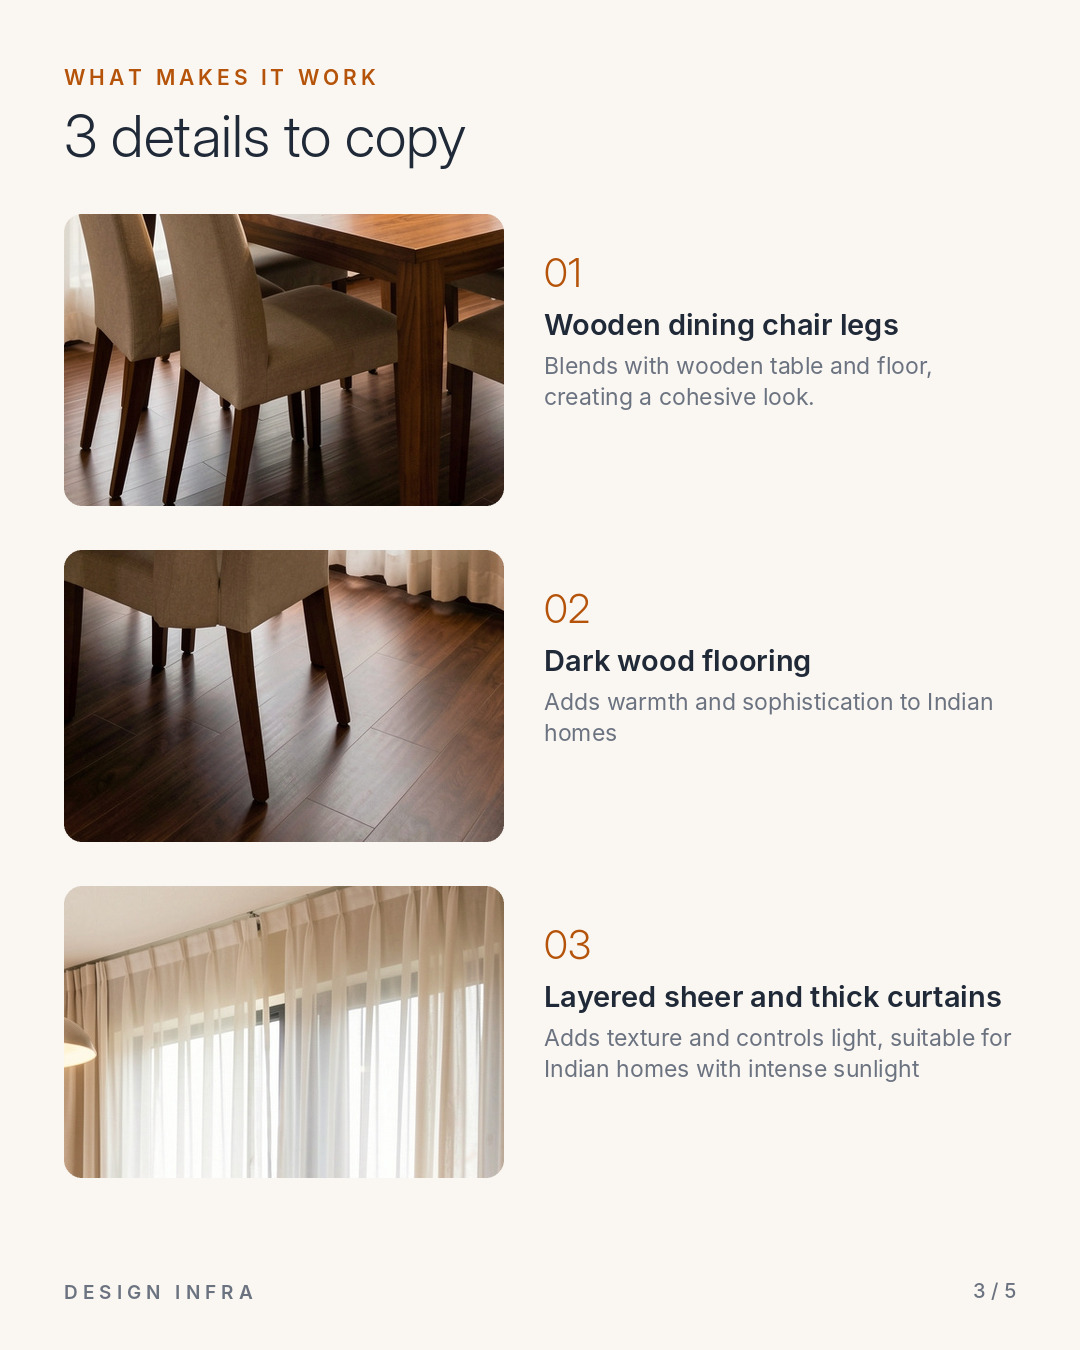 WHAT MAKES IT WORK
3 details to copy
01
Wooden dining chair legs
Blends with wooden table and floor,
creating a cohesive look.
02
Dark wood flooring
Adds warmth and sophistication to Indian
homes
03
Layered sheer and thick curtains
Adds texture and controls light, suitable for
Indian homes with intense sunlight
DESIGN INFRA
3 / 5